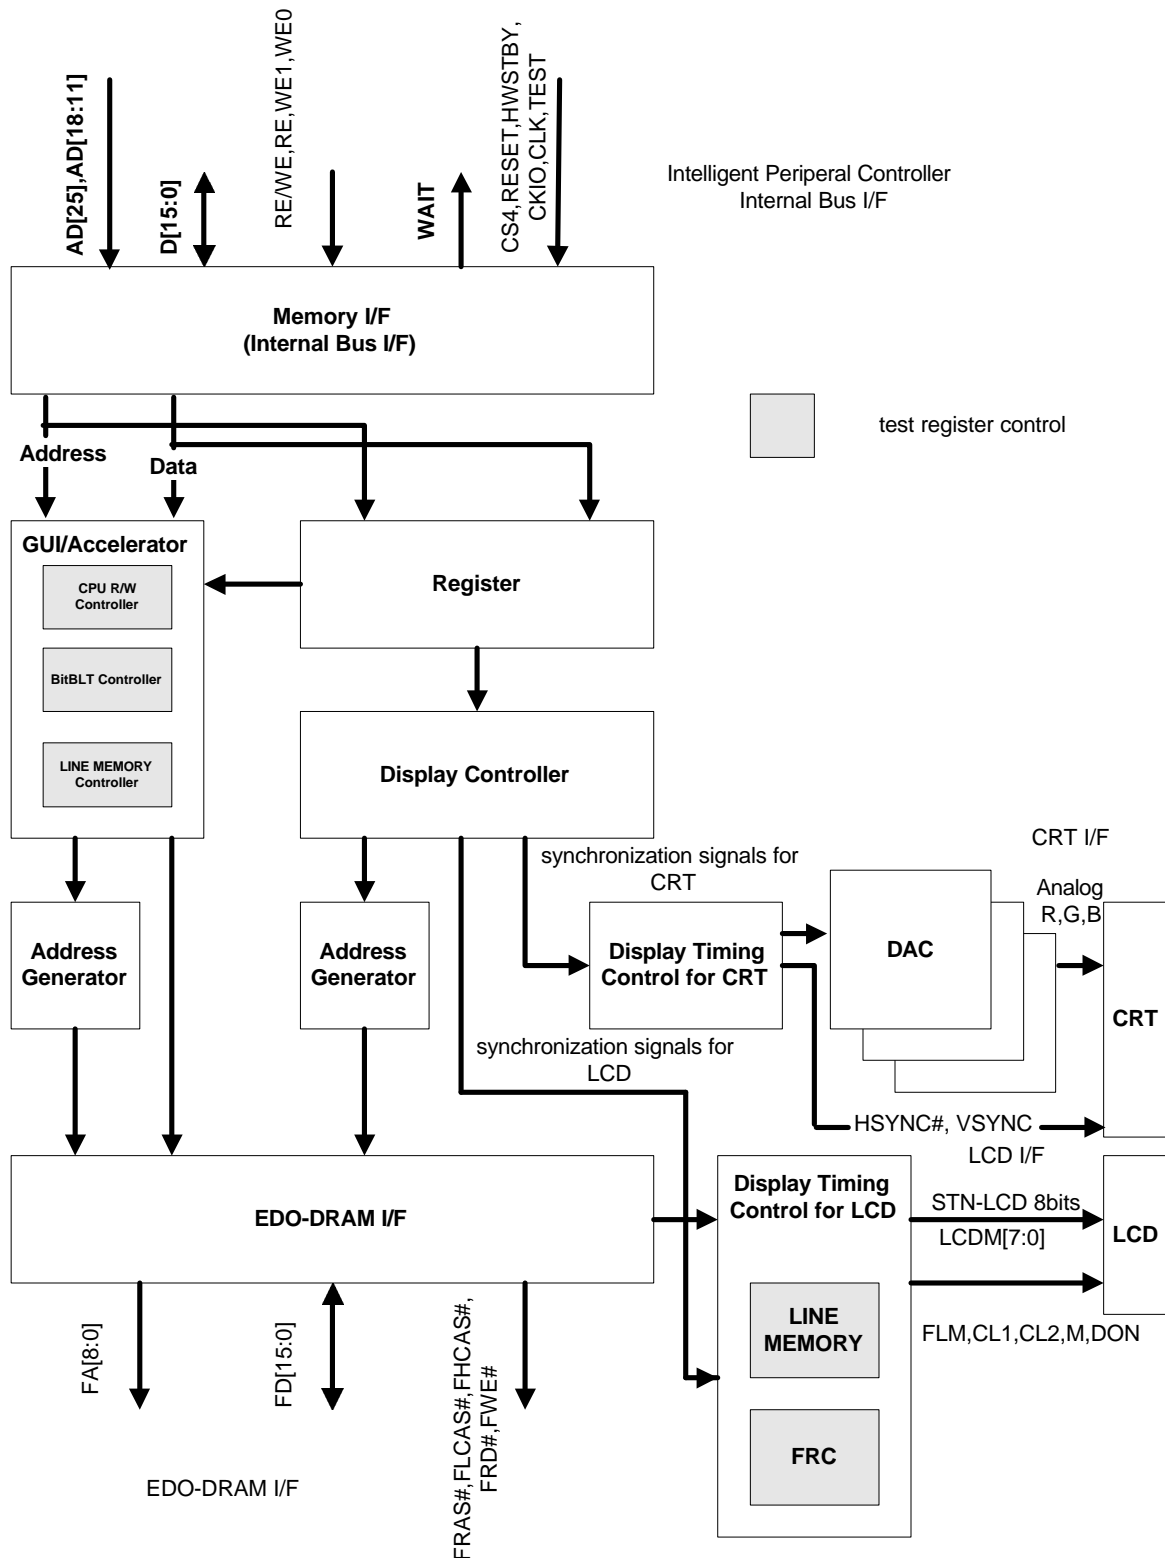 AD[25],AD[18:11]
D[15:0]
RE/WE,RE,WE1,WE0
WAIT
CS4,RESET,HWSTBY,
CKIO,CLK,TEST
Intelligent Periperal Controller
Internal Bus I/F
Memory I/F
(Internal Bus I/F)
test register control
Address
Data
GUI/Accelerator
CPU R/W
Controller
BitBLT Controller
LINE MEMORY
Controller
Register
Display Controller
synchronization signals for
CRT
CRT I/F
Analog
R,G,B
Address
Generator
Address
Generator
Display Timing
Control for CRT
DAC
CRT
synchronization signals for
LCD
HSYNC#, VSYNC
LCD I/F
EDO-DRAM I/F
Display Timing
Control for LCD
STN-LCD 8bits
LCDM[7:0]
LCD
LINE
MEMORY
FLM,CL1,CL2,M,DON
FRC
FA[8:0]
FD[15:0]
FRAS#,FLCAS#,FHCAS#,
FRD#,FWE#
EDO-DRAM I/F